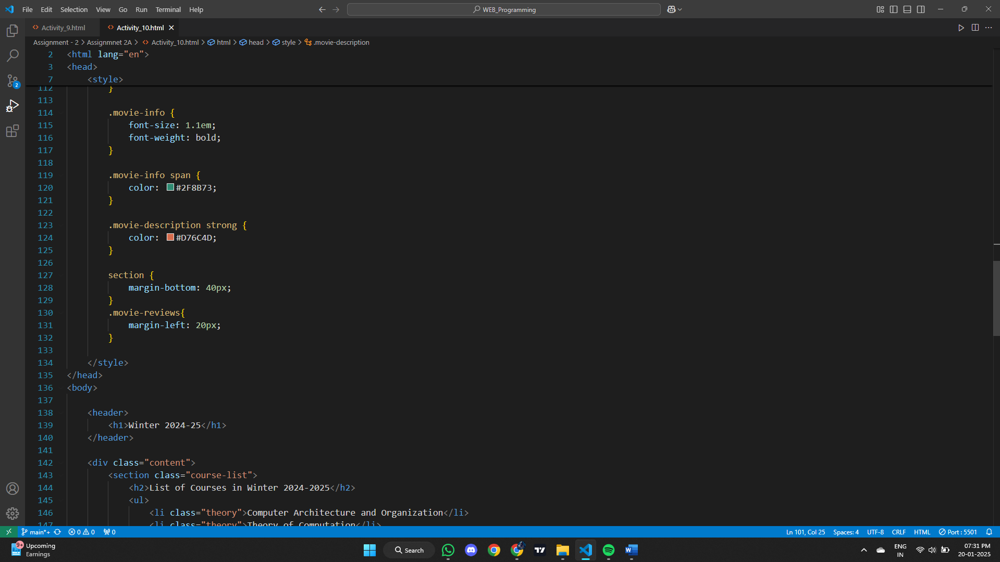 File Edit Selection View Go Run Terminal Help
WEB_Programming
Activity_9.html
Activity_10.html
Assignment - 2 > Assignmnet 2A > Activity_10.html > html > head > style > .movie-description
2 <html lang="en">
3 <head>
7 <style>
112 }
113
114 .movie-info {
115 font-size: 1.1em;
116 font-weight: bold;
117 }
118
119 .movie-info span {
120 color: #2F8B73;
121 }
122
123 .movie-description strong {
124 color: #D76C4D;
125 }
126
127 section {
128 margin-bottom: 40px;
129 }
130 .movie-reviews{
131 margin-left: 20px;
132 }
133
134 </style>
135 </head>
136 <body>
137
138 <header>
139 <h1>Winter 2024-25</h1>
140 </header>
141
142 <div class="content">
143 <section class="course-list">
144 <h2>List of Courses in Winter 2024-2025</h2>
145 <ul>
146 <li class="theory">Computer Architecture and Organization</li>
147 <li class="theory">Theory of Computation</li>
2
main*+ 0 0 0 Ln 101, Col 25 Spaces: 4 UTF-8 CRLF HTML Port : 5501
9+
Upcoming
Earnings
Search
ENG
IN
07:31 PM
20-01-2025